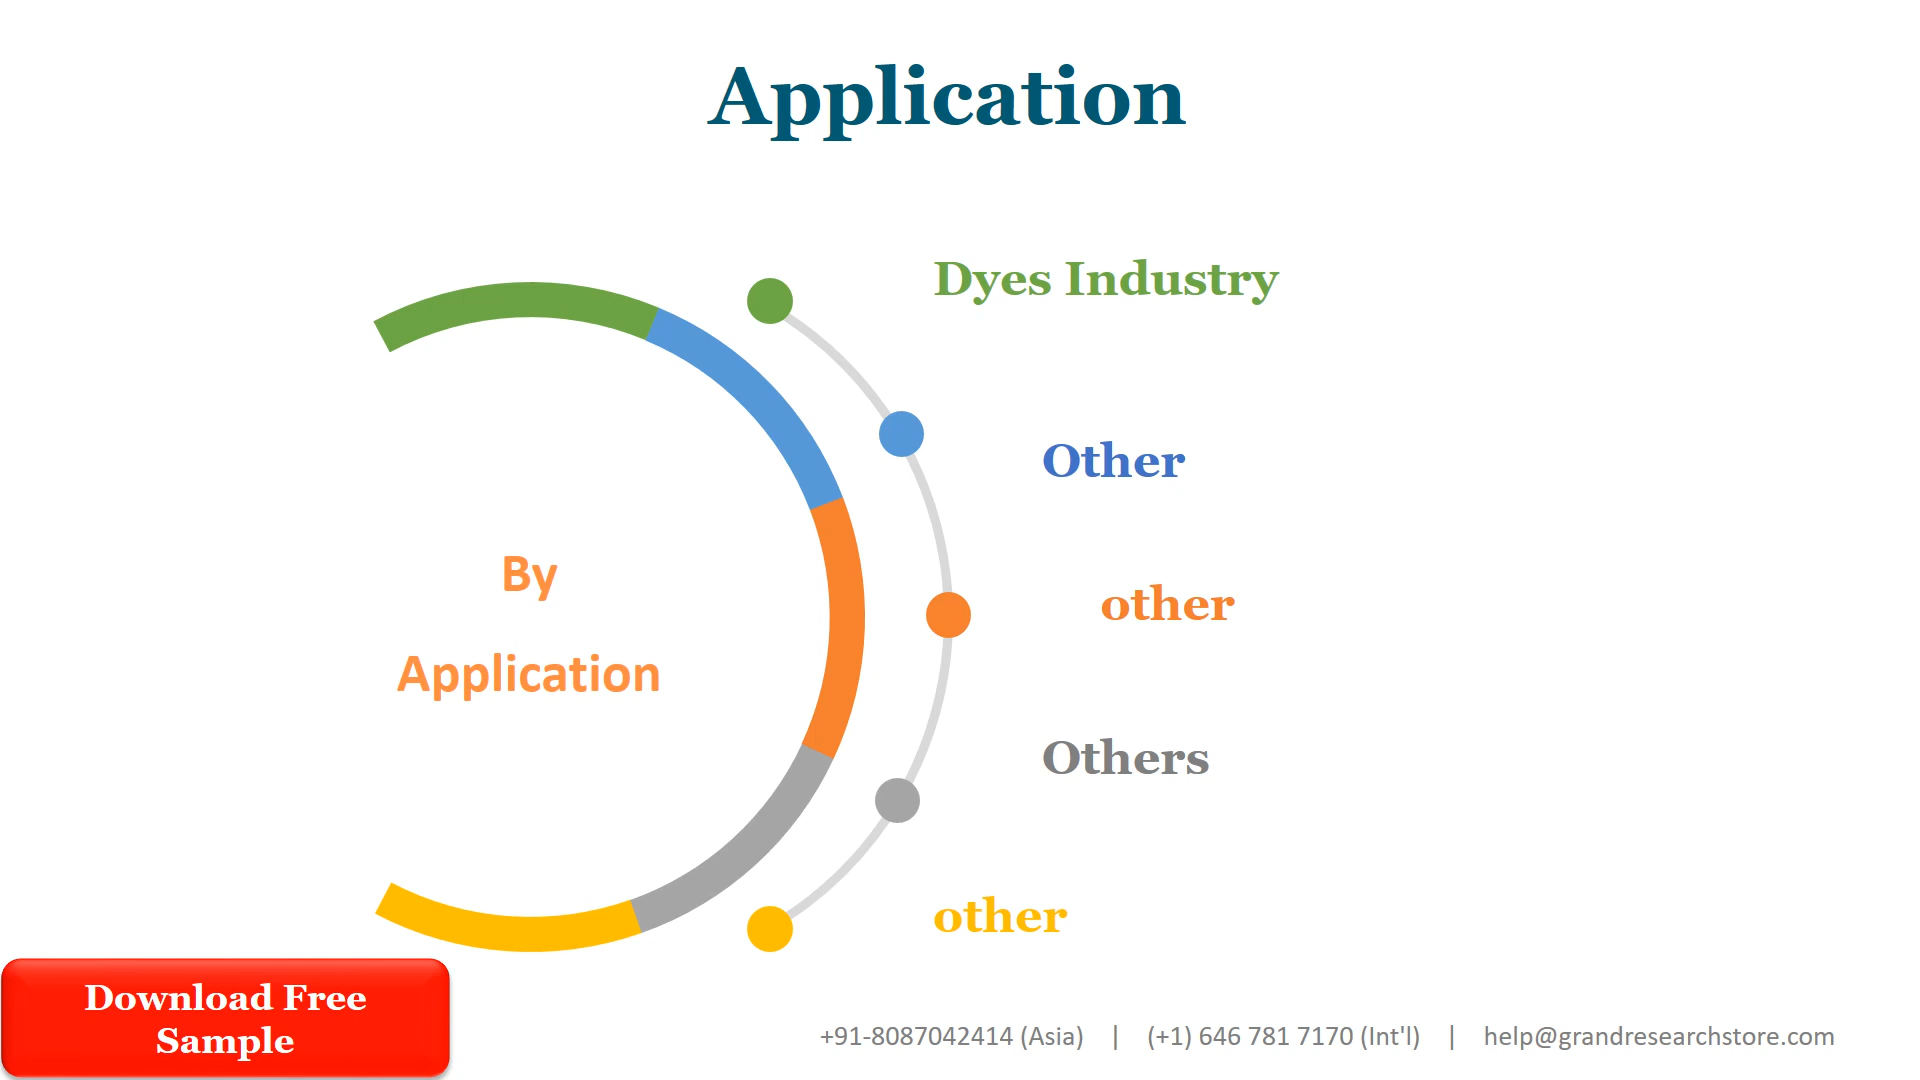 Application
Dyes Industry
Other
By
Application
other
Others
other
Download Free
Sample
+91-8087042414 (Asia) | (+1) 646 781 7170 (Int'l) | help@grandresearchstore.com